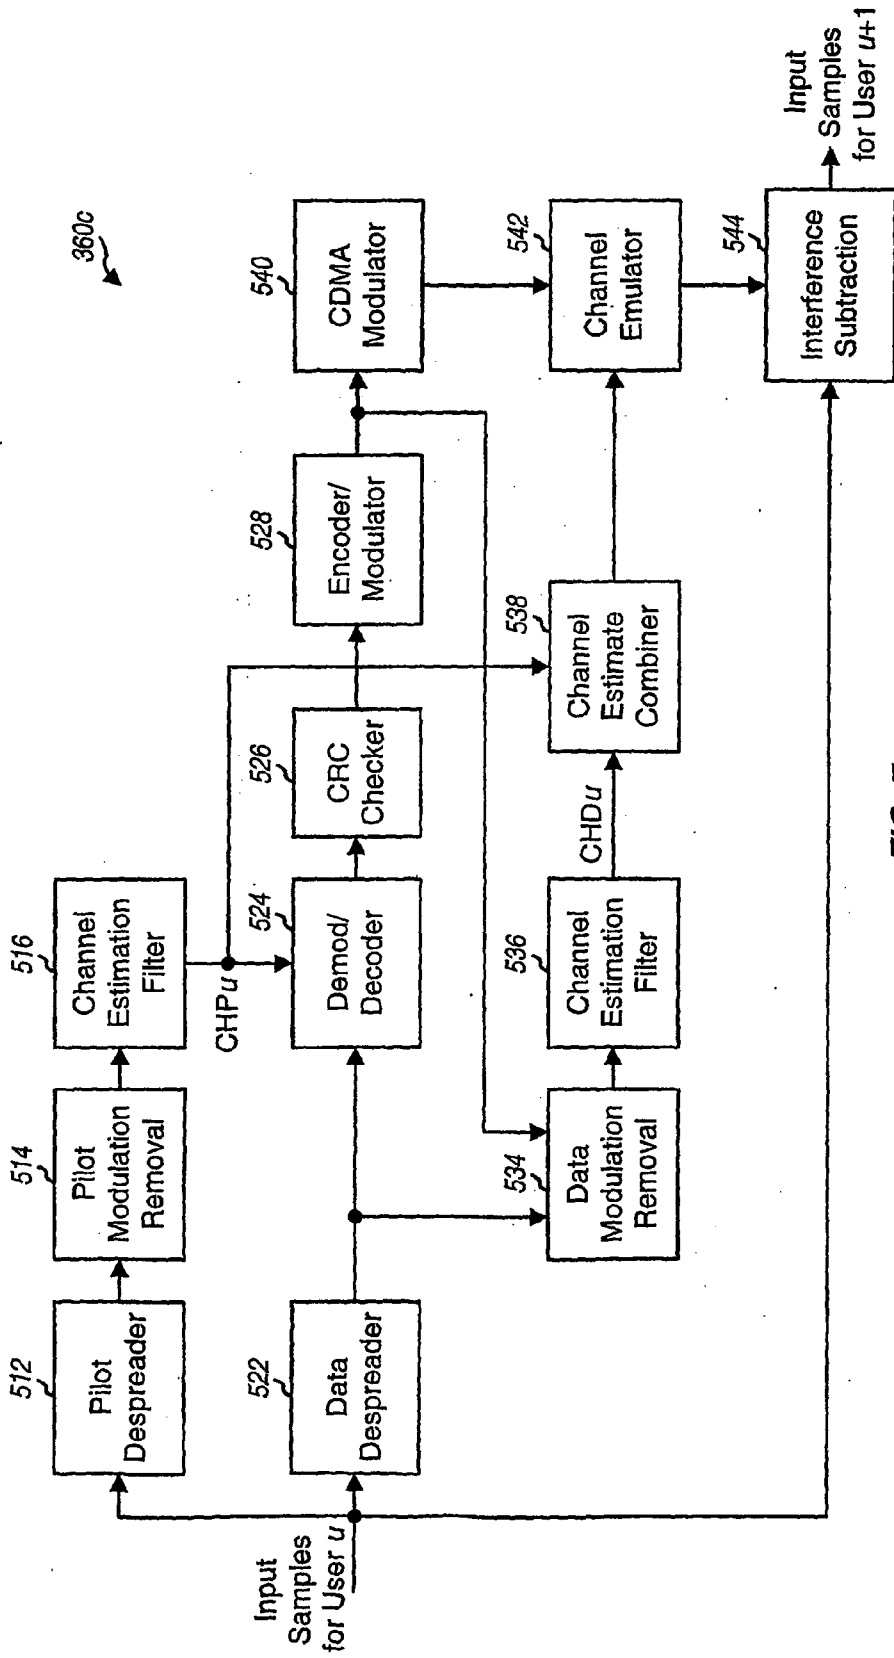 360c
512
Pilot
Despreader
514
Pilot
Modulation
Removal
516
Channel
Estimation
Filter
CHPu
Input
Samples
for User u
522
Data
Despreader
524
Demod/
Decoder
526
CRC
Checker
528
Encoder/
Modulator
540
CDMA
Modulator
534
Data
Modulation
Removal
536
Channel
Estimation
Filter
CHDu
538
Channel
Estimate
Combiner
542
Channel
Emulator
544
Interference
Subtraction
Input
Samples
for User u+1